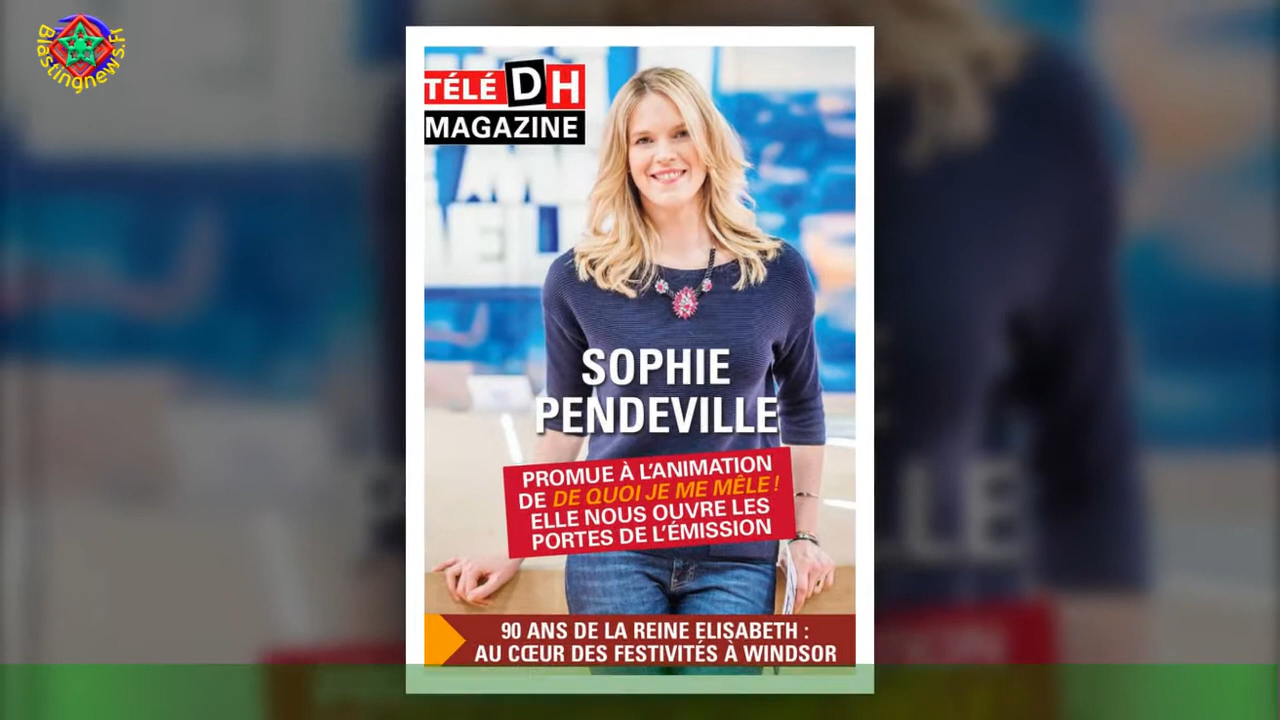 Blastingnews.Fr
TÉLÉ DH
MAGAZINE
SOPHIE
PENDEVILLE
PROMUE À L'ANIMATION
DE DE QUOI JE ME MÊLE !
ELLE NOUS OUVRE LES
PORTES DE L'ÉMISSION
90 ANS DE LA REINE ELISABETH :
AU CŒUR DES FESTIVITÉS À WINDSOR